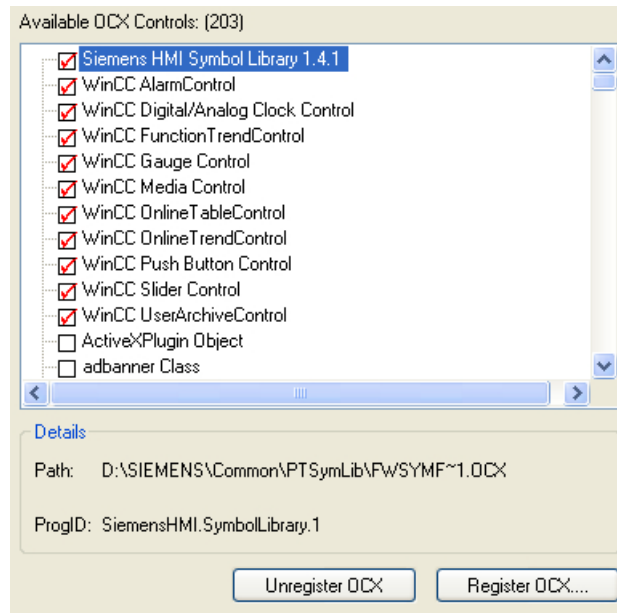 Available OCX Controls: (203)
Siemens HMI Symbol Library 1.4.1
WinCC AlarmControl
WinCC Digital/Analog Clock Control
WinCC FunctionTrendControl
WinCC Gauge Control
WinCC Media Control
WinCC OnlineTableControl
WinCC OnlineTrendControl
WinCC Push Button Control
WinCC Slider Control
WinCC UserArchiveControl
ActiveXPlugin Object
adbanner Class
Details
Path: D:\SIEMENS\Common\PTSymLib\FWSYMF~1.OCX
ProgID: SiemensHMI.SymbolLibrary.1
Unregister OCX Register OCX....